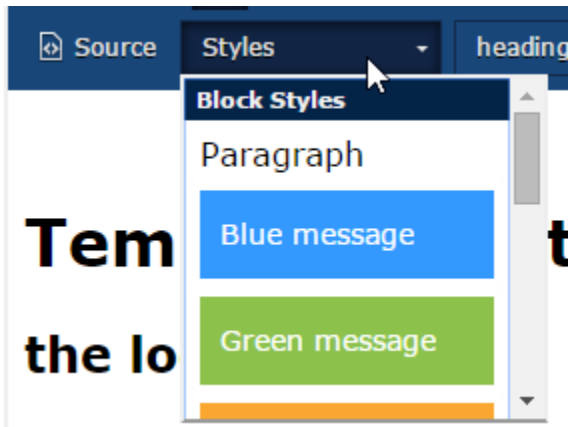 Source Styles heading
Block Styles
Paragraph
Blue message
Tem t
Green message
the lo